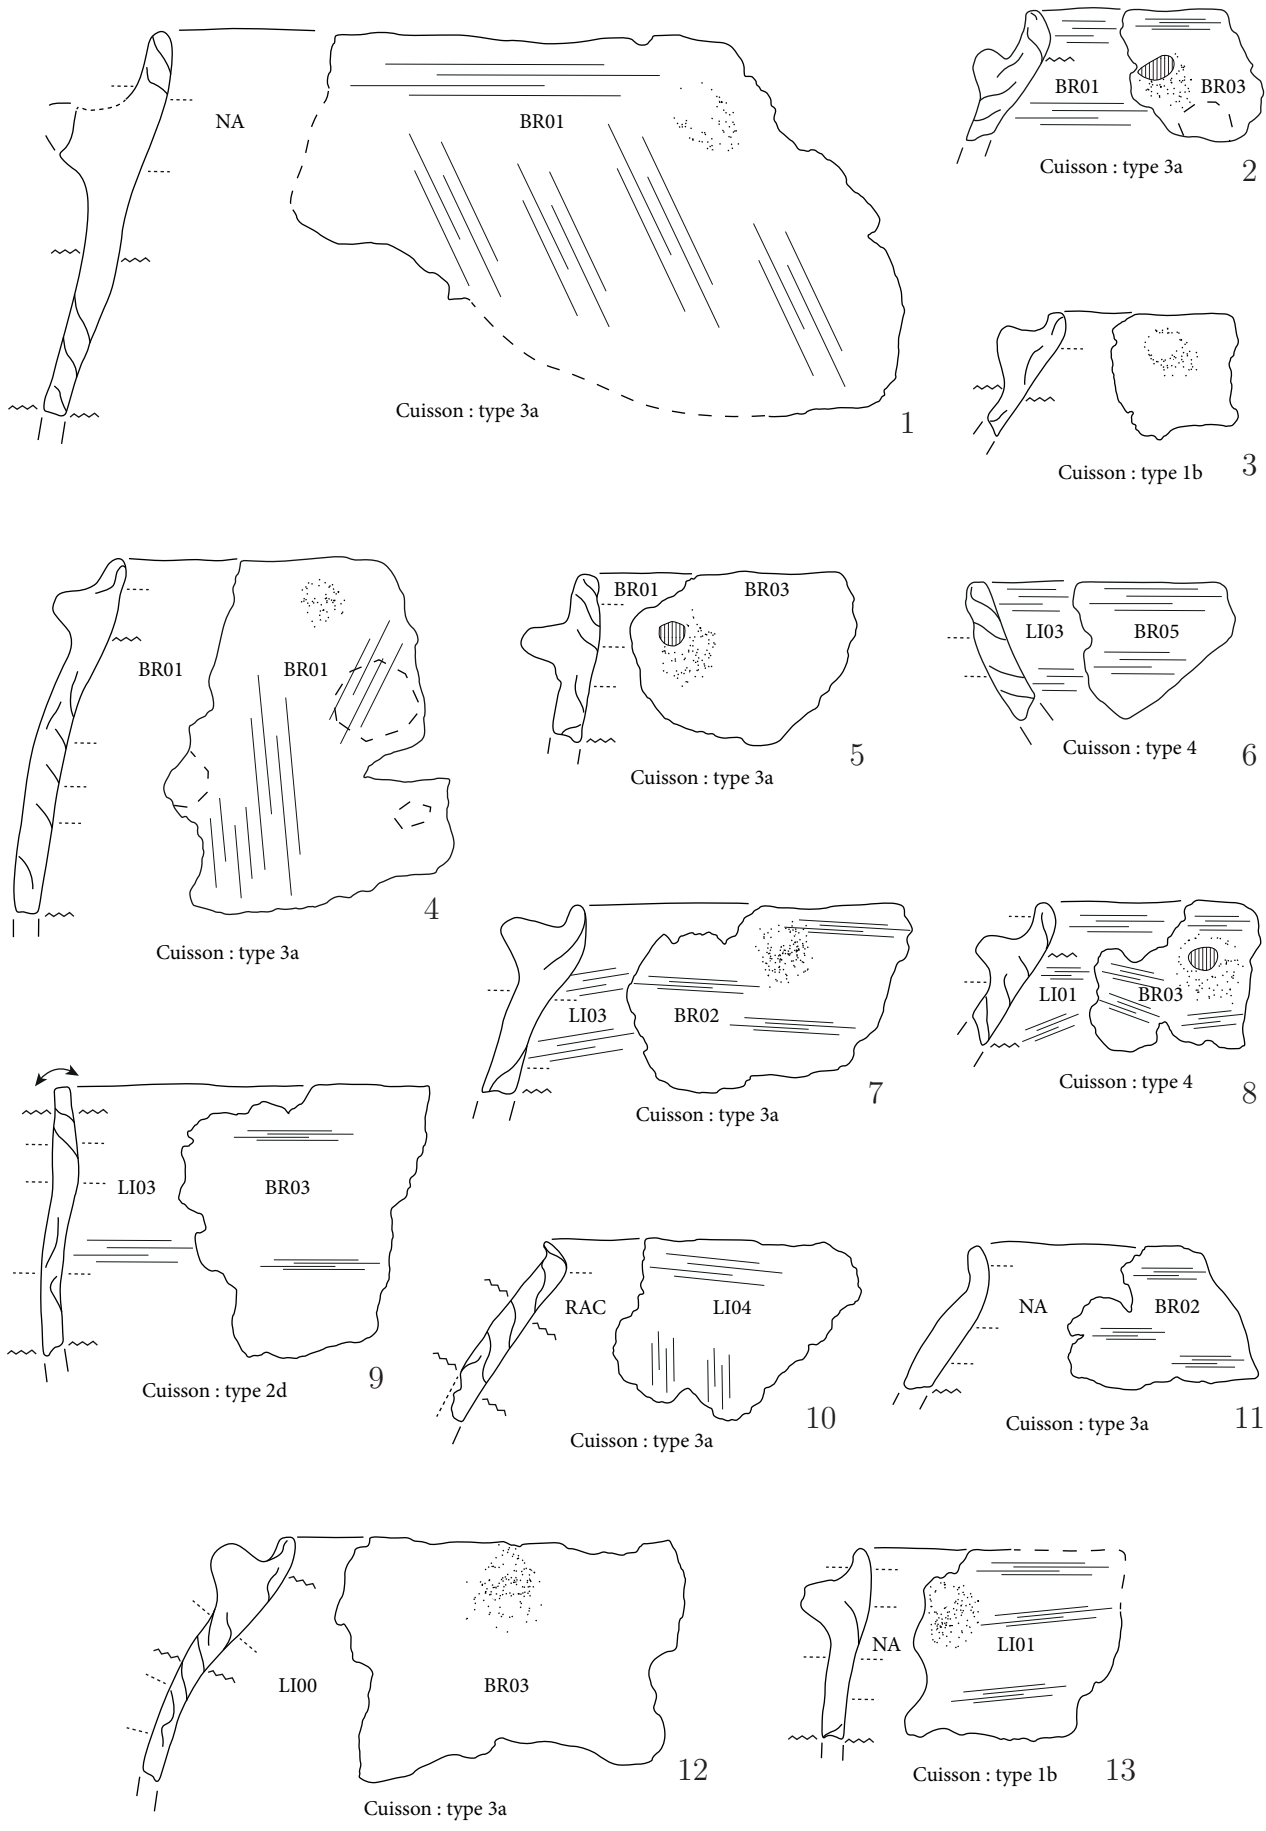 NA
BR01
Cuisson : type 3a
1
BR01
BR03
Cuisson : type 3a
2
Cuisson : type 1b
3
BR01
BR01
Cuisson : type 3a
4
BR01
BR03
Cuisson : type 3a
5
LI03
BR05
Cuisson : type 4
6
LI03
BR02
Cuisson : type 3a
7
LI01
BR03
Cuisson : type 4
8
LI03
BR03
Cuisson : type 2d
9
RAC
LI04
Cuisson : type 3a
10
NA
BR02
Cuisson : type 3a
11
LI00
BR03
Cuisson : type 3a
12
NA
LI01
Cuisson : type 1b
13